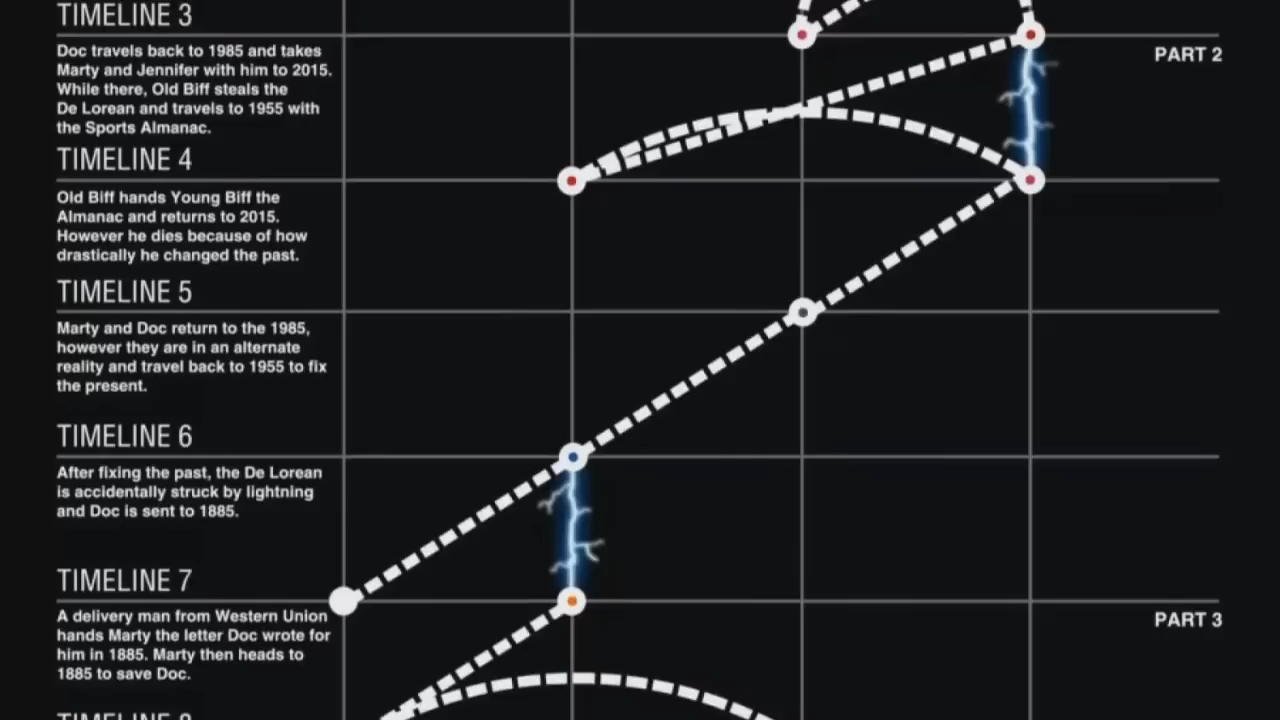 TIMELINE 3
Doc travels back to 1985 and takes
Marty and Jennifer with him to 2015.
While there, Old Biff steals the
De Lorean and travels to 1955 with
the Sports Almanac.
PART 2
TIMELINE 4
Old Biff hands Young Biff the
Almanac and returns to 2015.
However he dies because of how
drastically he changed the past.
TIMELINE 5
Marty and Doc return to the 1985,
however they are in an alternate
reality and travel back to 1955 to fix
the present.
TIMELINE 6
After fixing the past, the De Lorean
is accidentally struck by lightning
and Doc is sent to 1885.
TIMELINE 7
A delivery man from Western Union
hands Marty the letter Doc wrote for
him in 1885. Marty then heads to
1885 to save Doc.
PART 3
TIMELINE